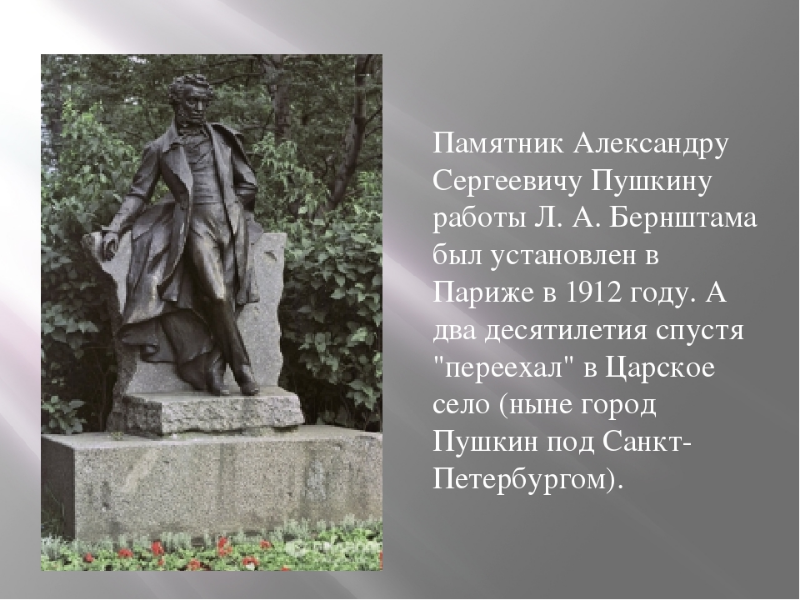 Памятник Александру
Сергеевичу Пушкину
работы Л. А. Бернштама
был установлен в
Париже в 1912 году. А
два десятилетия спустя
"переехал" в Царское
село (ныне город
Пушкин под Санкт-
Петербургом).